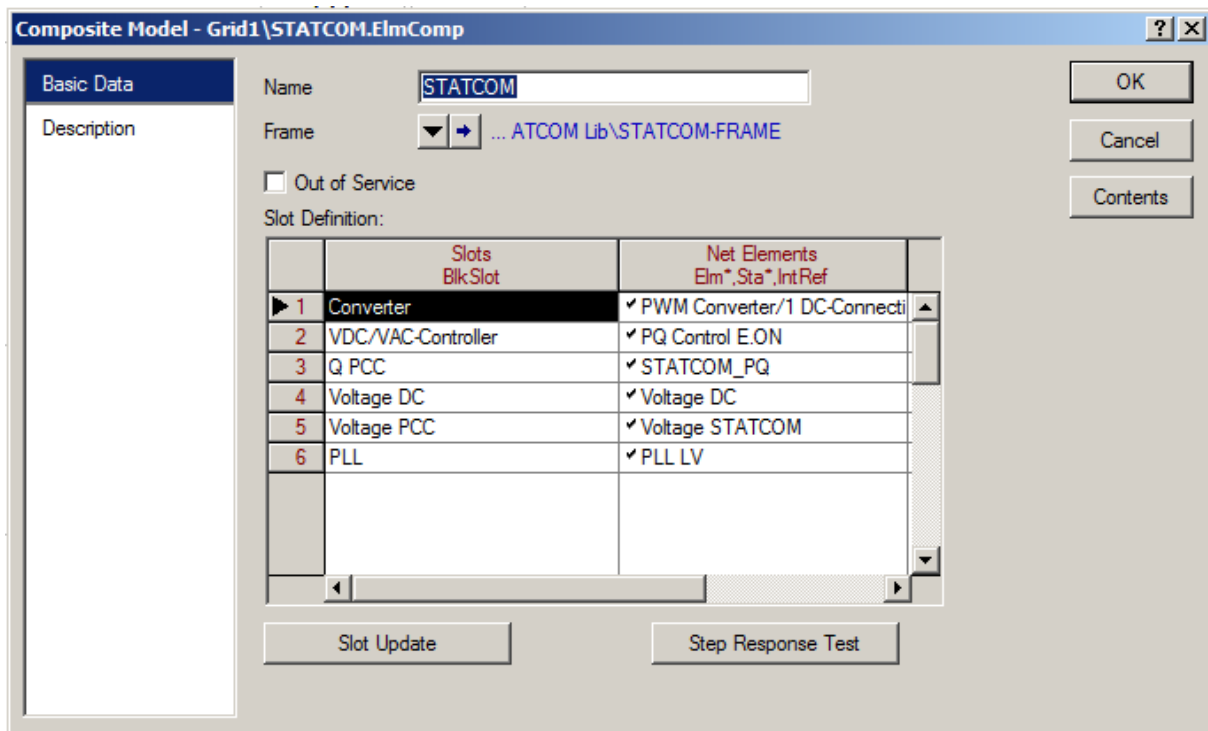 Composite Model - Grid1\STATCOM.ElmComp ? X
Basic Data
Description
Name STATCOM
Frame ... ATCOM Lib\STATCOM-FRAME
Out of Service
Slot Definition:
Slots Net Elements
BlkSlot Elm*,Sta*,IntRef
1 Converter PWM Converter/1 DC-Connecti
2 VDC/VAC-Controller PQ Control E.ON
3 Q PCC STATCOM_PQ
4 Voltage DC Voltage DC
5 Voltage PCC Voltage STATCOM
6 PLL PLL LV
Slot Update Step Response Test
OK
Cancel
Contents